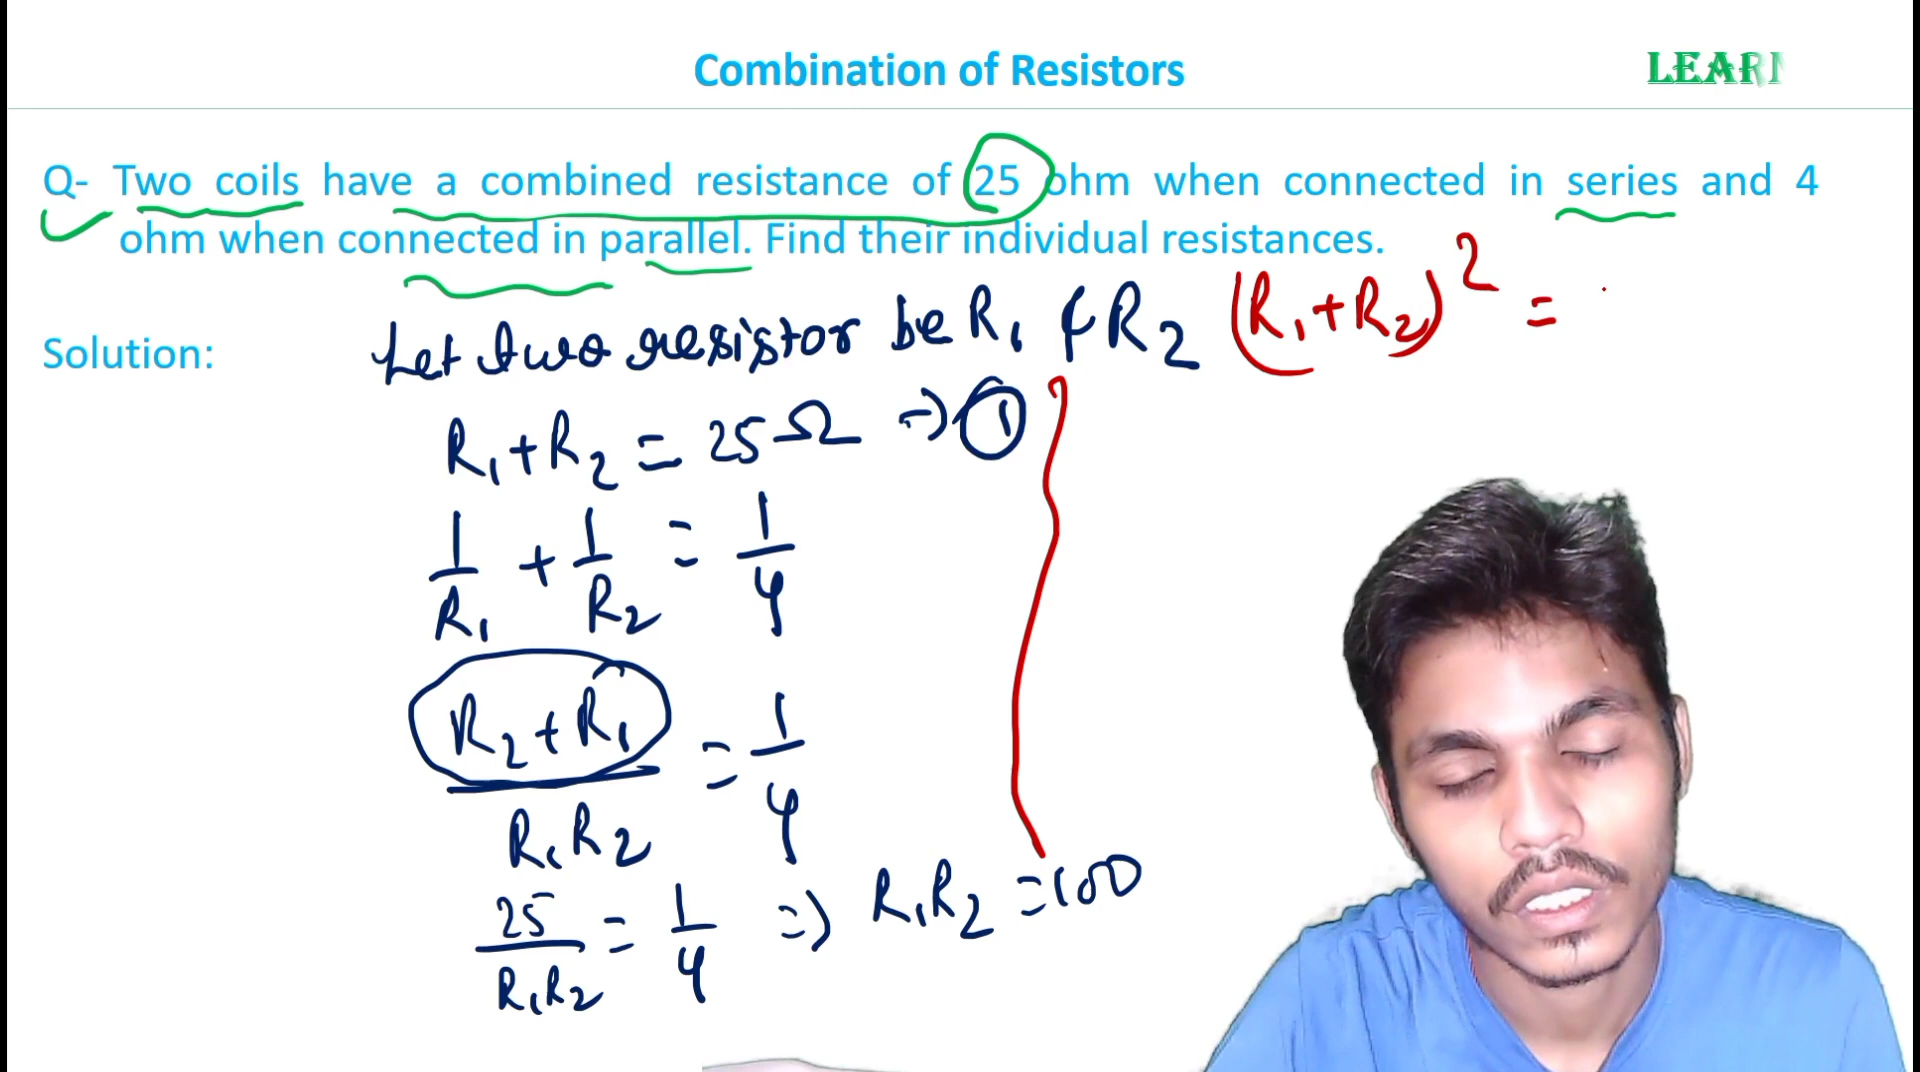 Combination of Resistors
LEAR
Q- Two coils have a combined resistance of 25 ohm when connected in series and 4
ohm when connected in parallel. Find their individual resistances.
Solution:
Let two resistor be R₁ & R₂
(R₁+R₂)² =
R₁+R₂ = 25Ω → ①
1/R₁ + 1/R₂ = 1/4
R₂+R₁/R₁R₂ = 1/4
25/R₁R₂ = 1/4 ⇒ R₁R₂ = 100